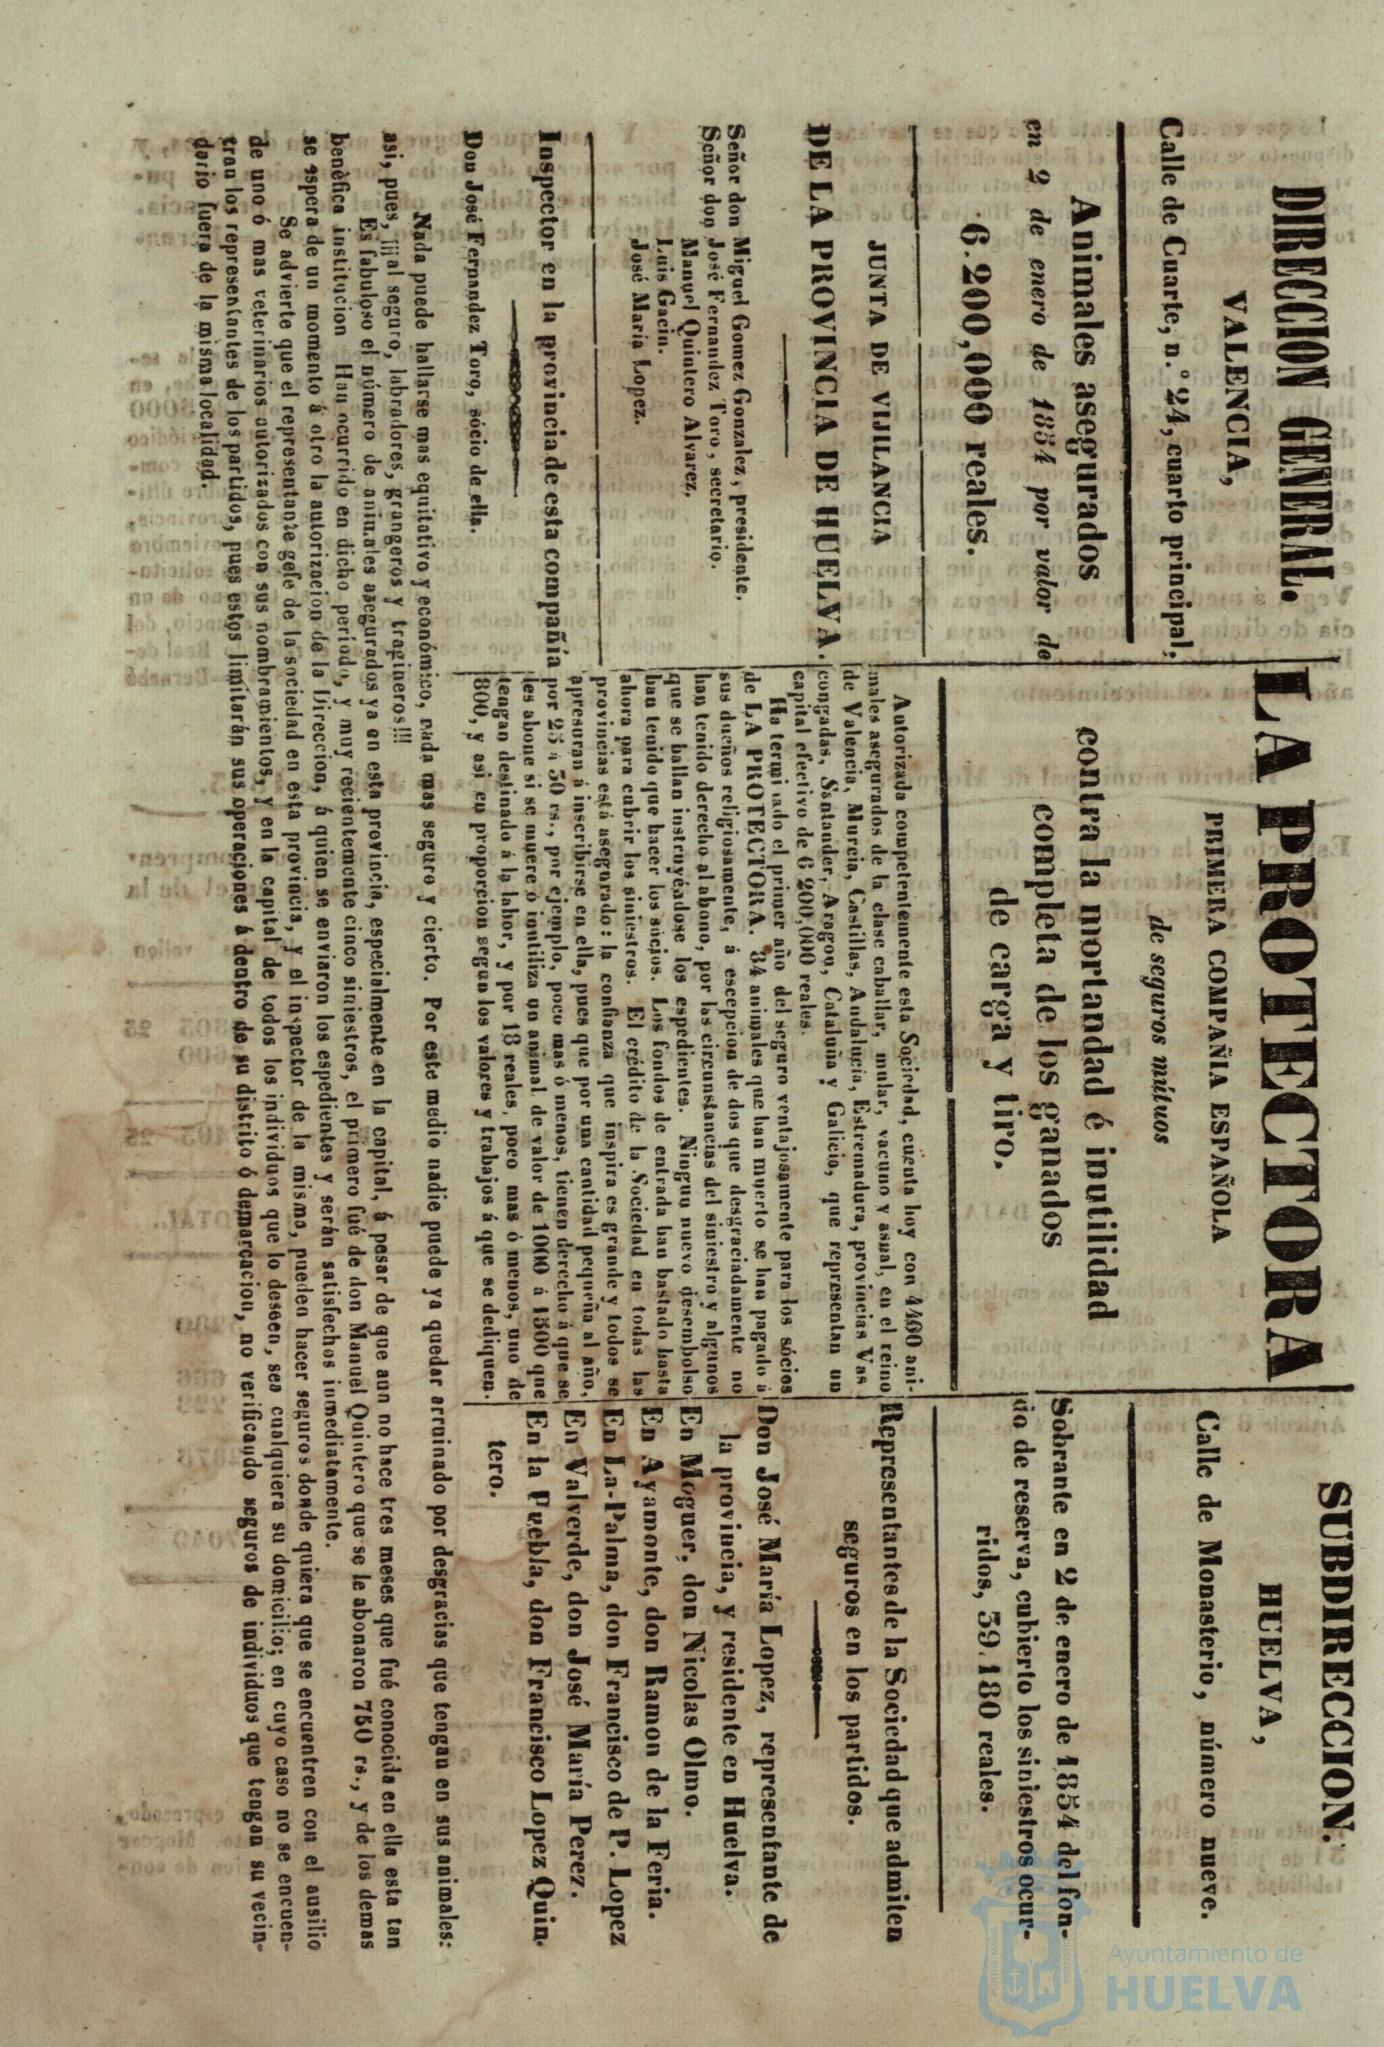 DIRECCION GENERAL.
VALENCIA,
Calle de Cuarte, n.º 24, cuarto principal;
Animales asegurados
en 2 de enero de 1854 por valor de
6.200,000 reales.
JUNTA DE VIJILANCIA
DE LA PROVINCIA DE HUELVA.
Señor don Miguel Gomez Gonzalez, presidente.
Señor don José Fernandez Toro, secretario.
Manuel Quintero Alvarez.
Luis Gacin.
José María Lopez.
Inspector en la provincia de esta compañía
Don José Fernandez Toro, sócio de ella.
LA PROTECTORA
PRIMERA COMPAÑIA ESPAÑOLA
de seguros mútuos
contra la mortandad é inutilidad
completa de los ganados
de carga y tiro.
Autorizada competentemente esta Sociedad, cuenta hoy con 4400 ani-
males asegurados de la clase caballar, mular, vacuno y asnal, en el reino
de Valencia, Murcia, Castillas, Andalucía, Estremadura, provincias Vas
congadas, Santander, Aragon, Cataluña y Galicia, que representan un
capital efectivo de 6 200,000 reales.
Ha termi nado el primer año del seguro ventajosamente para los sócios
de LA PROTECTORA. 34 animales que han muerto se han pagado á
sus dueños religiosamente, á escepcion de dos que desgraciadamente no
han tenido derecho al abono, por las circunstancias del siniestro y algunos
que se hallan instruyéndose los espedientes. Ningun nuevo desembolso
han tenido que hacer los sócios. Los fondos de entrada han bastado hasta
ahora para cubrir los siniestros. El crédito de la Sociedad en todas las
provincias está asegurado: la confianza que inspira es grande y todos se
apresuran á inscribirse en ella, pues que por una cantidad pequeña al año,
por 25 á 30 rs., por ejemplo, poco mas ó menos, tienen derecho á que se
les abone si se muere ó inutiliza un animal de valor de 1000 á 1500 que
tengan destinado á la labor, y por 18 reales, poco mas ó menos, uno de
800, y asi en proporcion segun los valores y trabajos á que se dediquen.
SUBDIRECCION.
HUELVA,
Calle de Monasterio, número nueve.
Sobrante en 2 de enero de 1854 del fon-
do de reserva, cubierto los siniestros ocur-
ridos, 39.180 reales.
Representantes de la Sociedad que admiten
seguros en los partidos.
Don José María Lopez, representante de
la provincia, y residente en Huelva.
En Moguer, don Nicolas Olmo.
En Ayamonte, don Ramon de la Feria.
En La-Palma, don Francisco de P. Lopez
En Valverde, don José María Perez.
En la Puebla, don Francisco Lopez Quin-
tero.
Nada puede hallarse mas equitativo y económico, nada mas seguro y cierto. Por este medio nadie puede ya quedar arruinado por desgracias que tengan en sus animales:
asi, pues, ¡¡¡al seguro, labradores, grangeros y tragineros!!!
Es fabuloso el número de animales asegurados ya en esta provincia, especialmente en la capital, á pesar de que aun no hace tres meses que fué conocida en ella esta tan
benéfica institucion Han ocurrido en dicho período, y muy recientemente cinco siniestros, el primero fué de don Manuel Quintero que se le abonaron 750 rs., y de los demas
se espera de un momento á otro la autorizacion de la Direccion, á quien se enviaron los espedientes y serán satisfechos inmediatamente.
Se advierte que el representante gefe de la sociedad en esta provincia, y el inspector de la misma, pueden hacer seguros donde quiera que se encuentren con el ausilio
de uno ó mas veterinarios autorizados con sus nombramientos, y en la capital de todos los individuos que lo deseen, sea cualquiera su domicilio; en cuyo caso no se encuen-
tran los representantes de los partidos, pues estos limitarán sus operaciones á dentro de su distrito ó demarcacion, no verificando seguros de individuos que tengan su vecin-
dario fuera de la misma localidad.
Ayuntamiento de
HUELVA